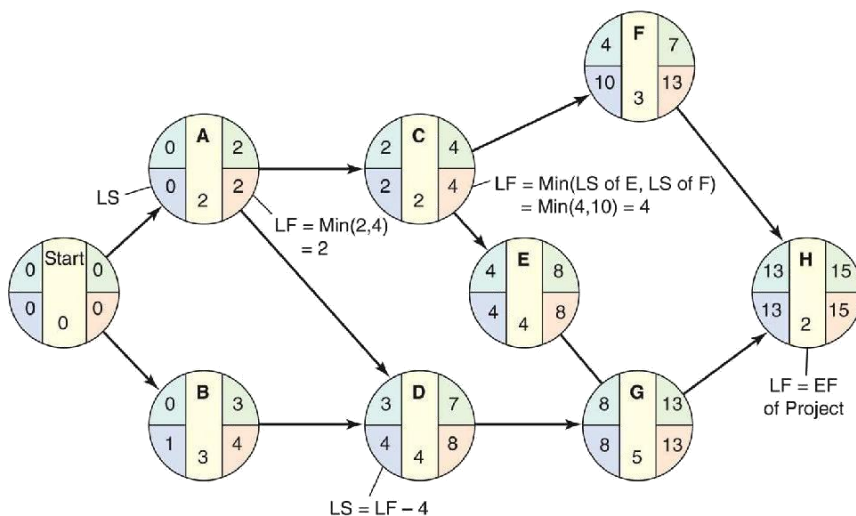 F
4 7
10 13
3
A
0 2
0 2
2
C
2 4
2 4
2
LS
LF = Min(2,4)
= 2
LF = Min(LS of E, LS of F)
= Min(4,10) = 4
Start
0 0
0 0
0
E
4 8
4 8
4
H
13 15
13 15
2
B
0 3
1 4
3
D
3 7
4 8
4
G
8 13
8 13
5
LF = EF
of Project
LS = LF – 4